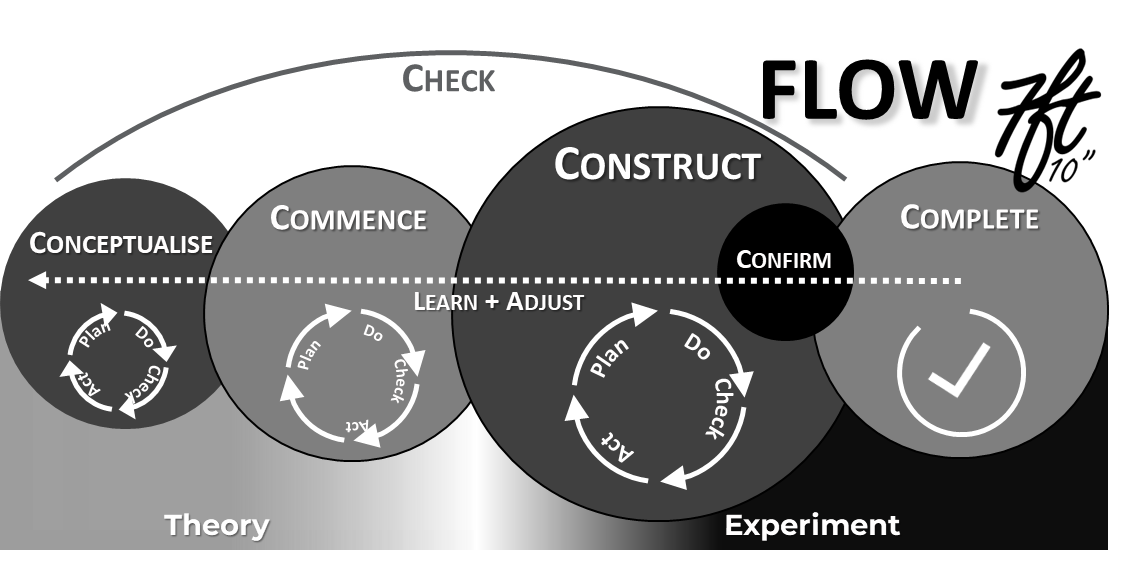 CHECK
FLOW
7ft
10”
CONSTRUCT
COMMENCE
COMPLETE
CONCEPTUALISE
CONFIRM
LEARN + ADJUST
Plan
Do
Check
Act
Plan
Do
Check
Act
Plan
Do
Check
Act
Theory
Experiment